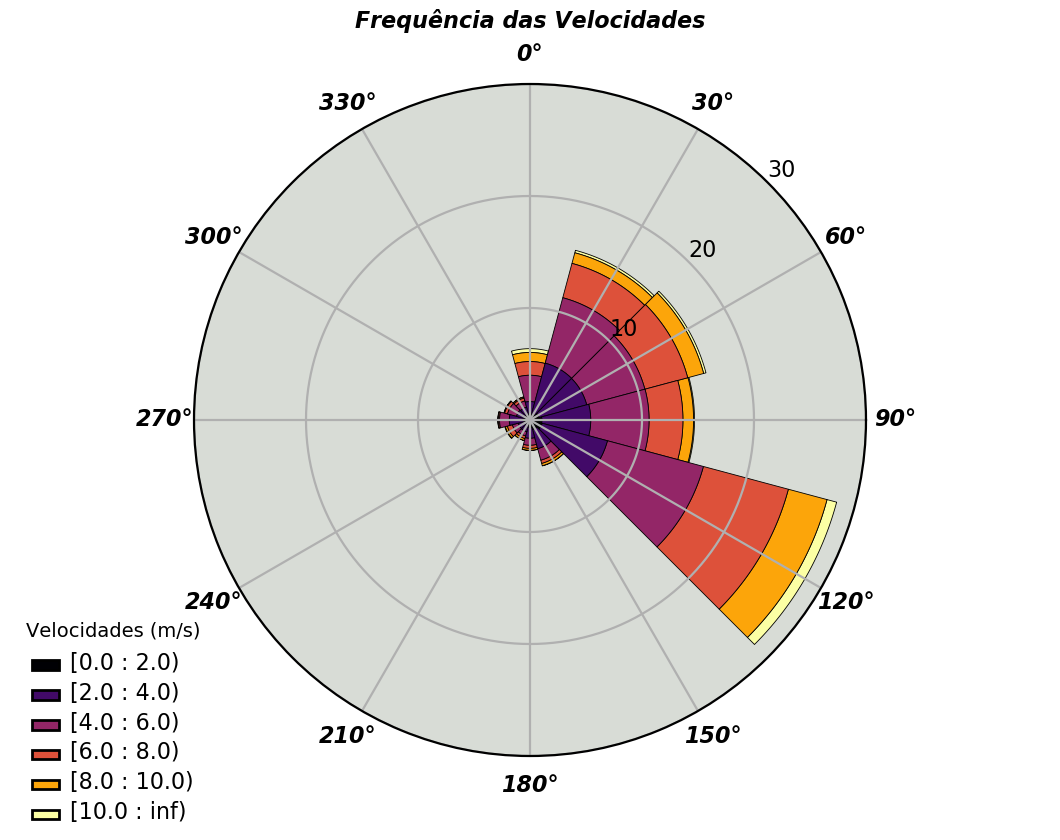 Frequência das Velocidades
0°
330°
30°
30
300°
60°
20
10
270°
90°
240°
120°
210°
150°
180°
Velocidades (m/s)
[0.0 : 2.0)
[2.0 : 4.0)
[4.0 : 6.0)
[6.0 : 8.0)
[8.0 : 10.0)
[10.0 : inf)